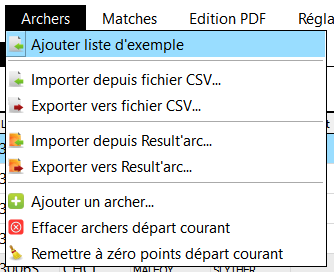 Archers Matches Edition PDF Régla
Ajouter liste d'exemple
Importer depuis fichier CSV...
Exporter vers fichier CSV...
Importer depuis Result'arc...
Exporter vers Result'arc...
Ajouter un archer...
Effacer archers départ courant
Remettre à zéro points départ courant